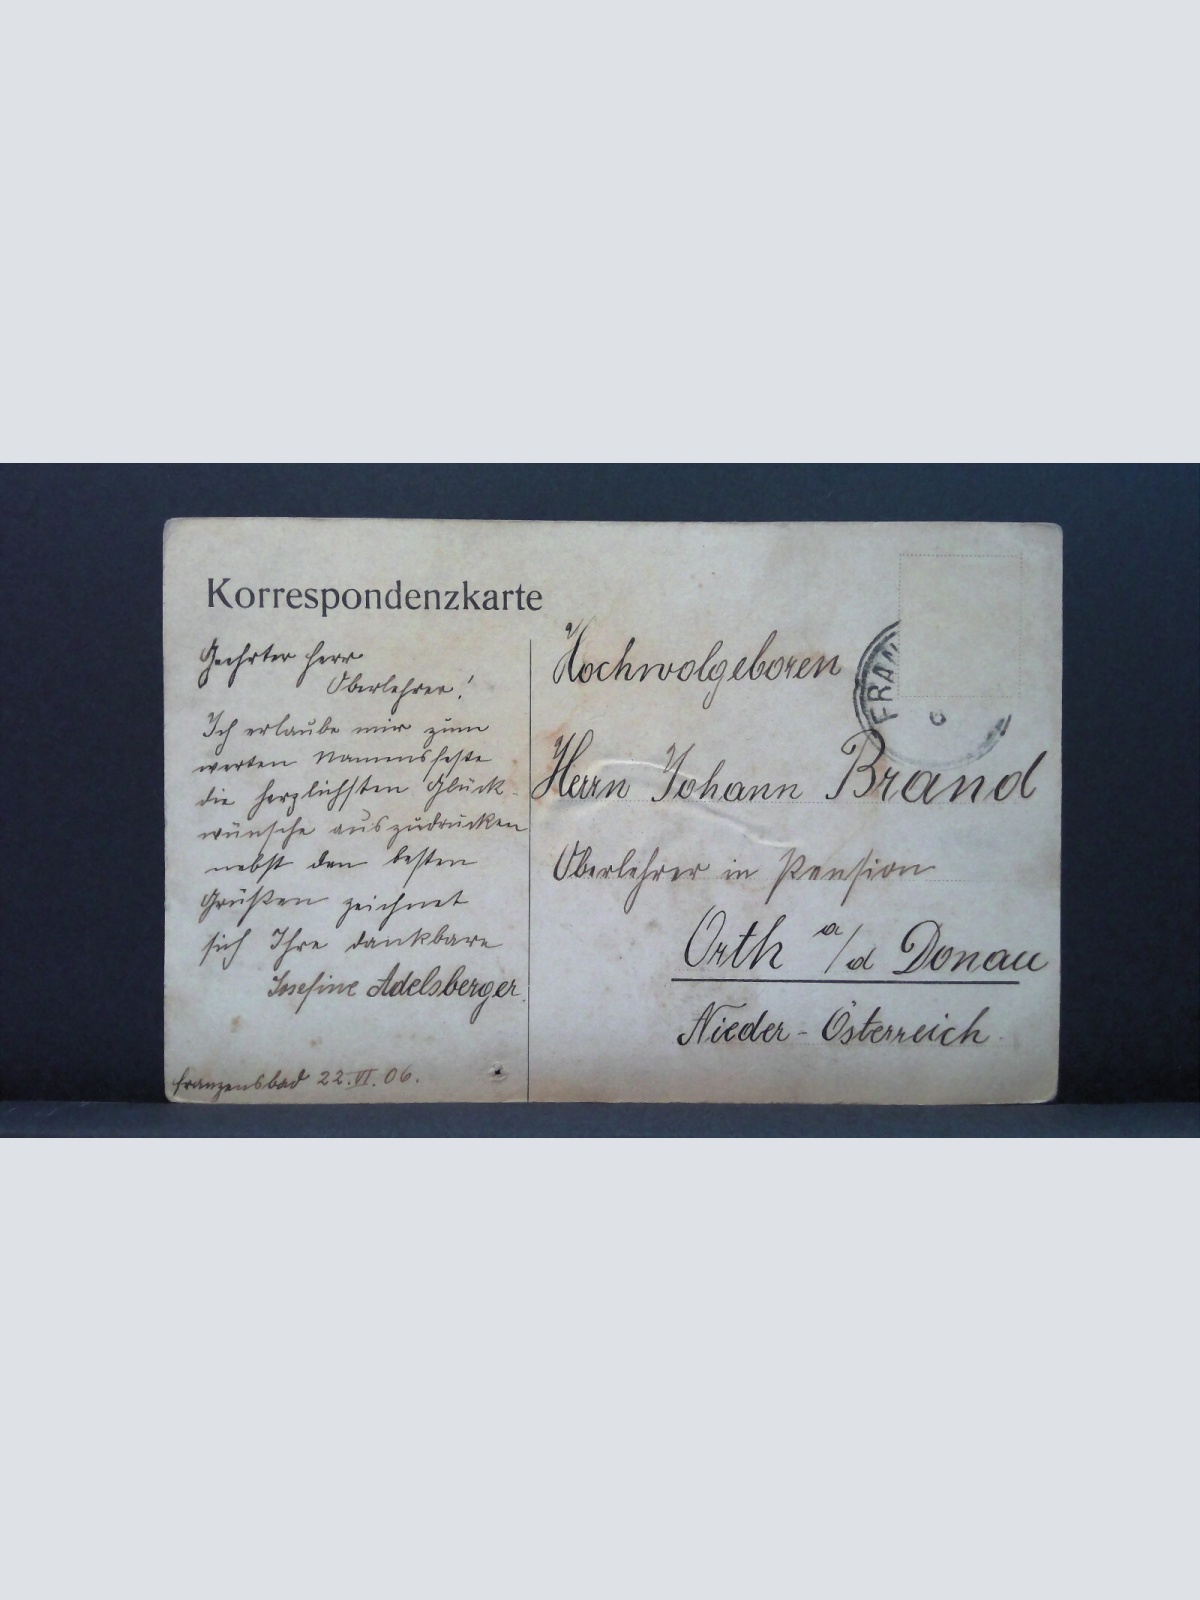 Korrespondenzkarte
Geehrter Herr
Oberlehrer!
Ich erlaube mir zum
werten Namensfeste
die herzlichsten Glück-
wünsche auszudrücken
nebst den besten
Grüßen zeichnet
sich Ihre dankbare
Josefine Adelsberger.
Franzensbad 22.VI.06.
FRAN
6
Hochwolgeboren
Herrn Johann Brand
Oberlehrer in Pension
Orth a/d Donau
Nieder-Österreich